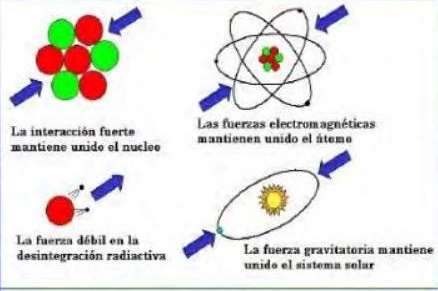 La interacción fuerte
mantiene unido el nucleo
Las fuerzas electromagnéticas
mantienen unido el átomo
La fuerza débil en la
desintegración radiactiva
La fuerza gravitatoria mantiene
unido el sistema solar